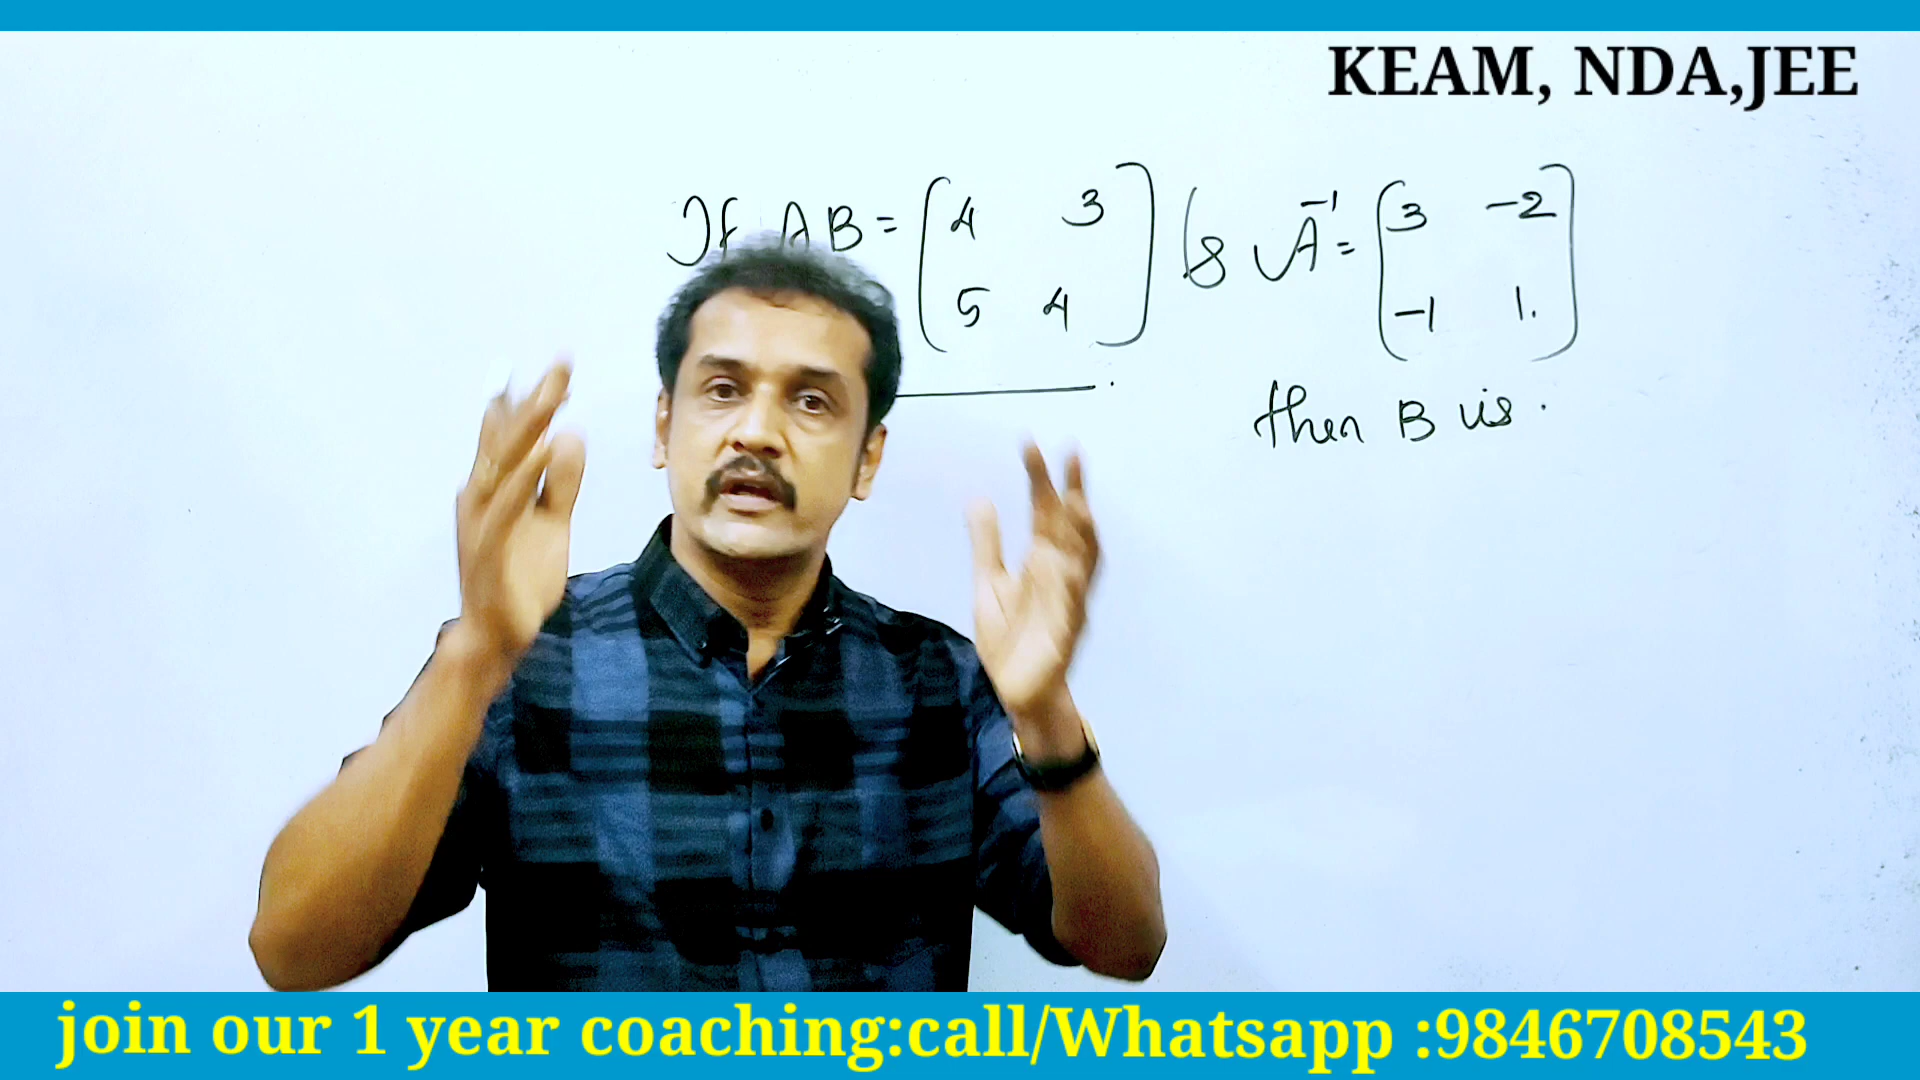 KEAM, NDA,JEE
If AB = [4 3
5 4] & A⁻¹ = [3 -2
-1 1.]
then B is.
join our 1 year coaching:call/Whatsapp :9846708543